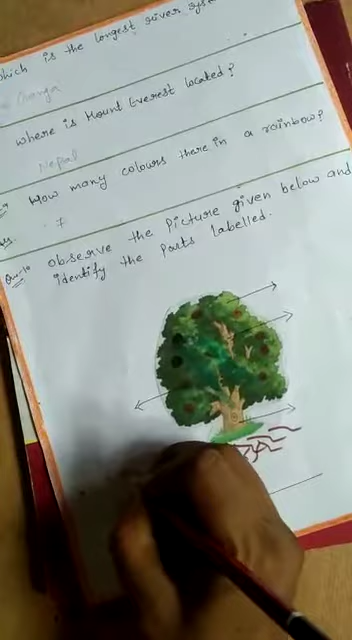 which is the longest river
Ganga
where is Mount Everest located?
Nepal
How many colours there in a rainbow?
7
Observe the Picture given below and
identify the parts labelled.